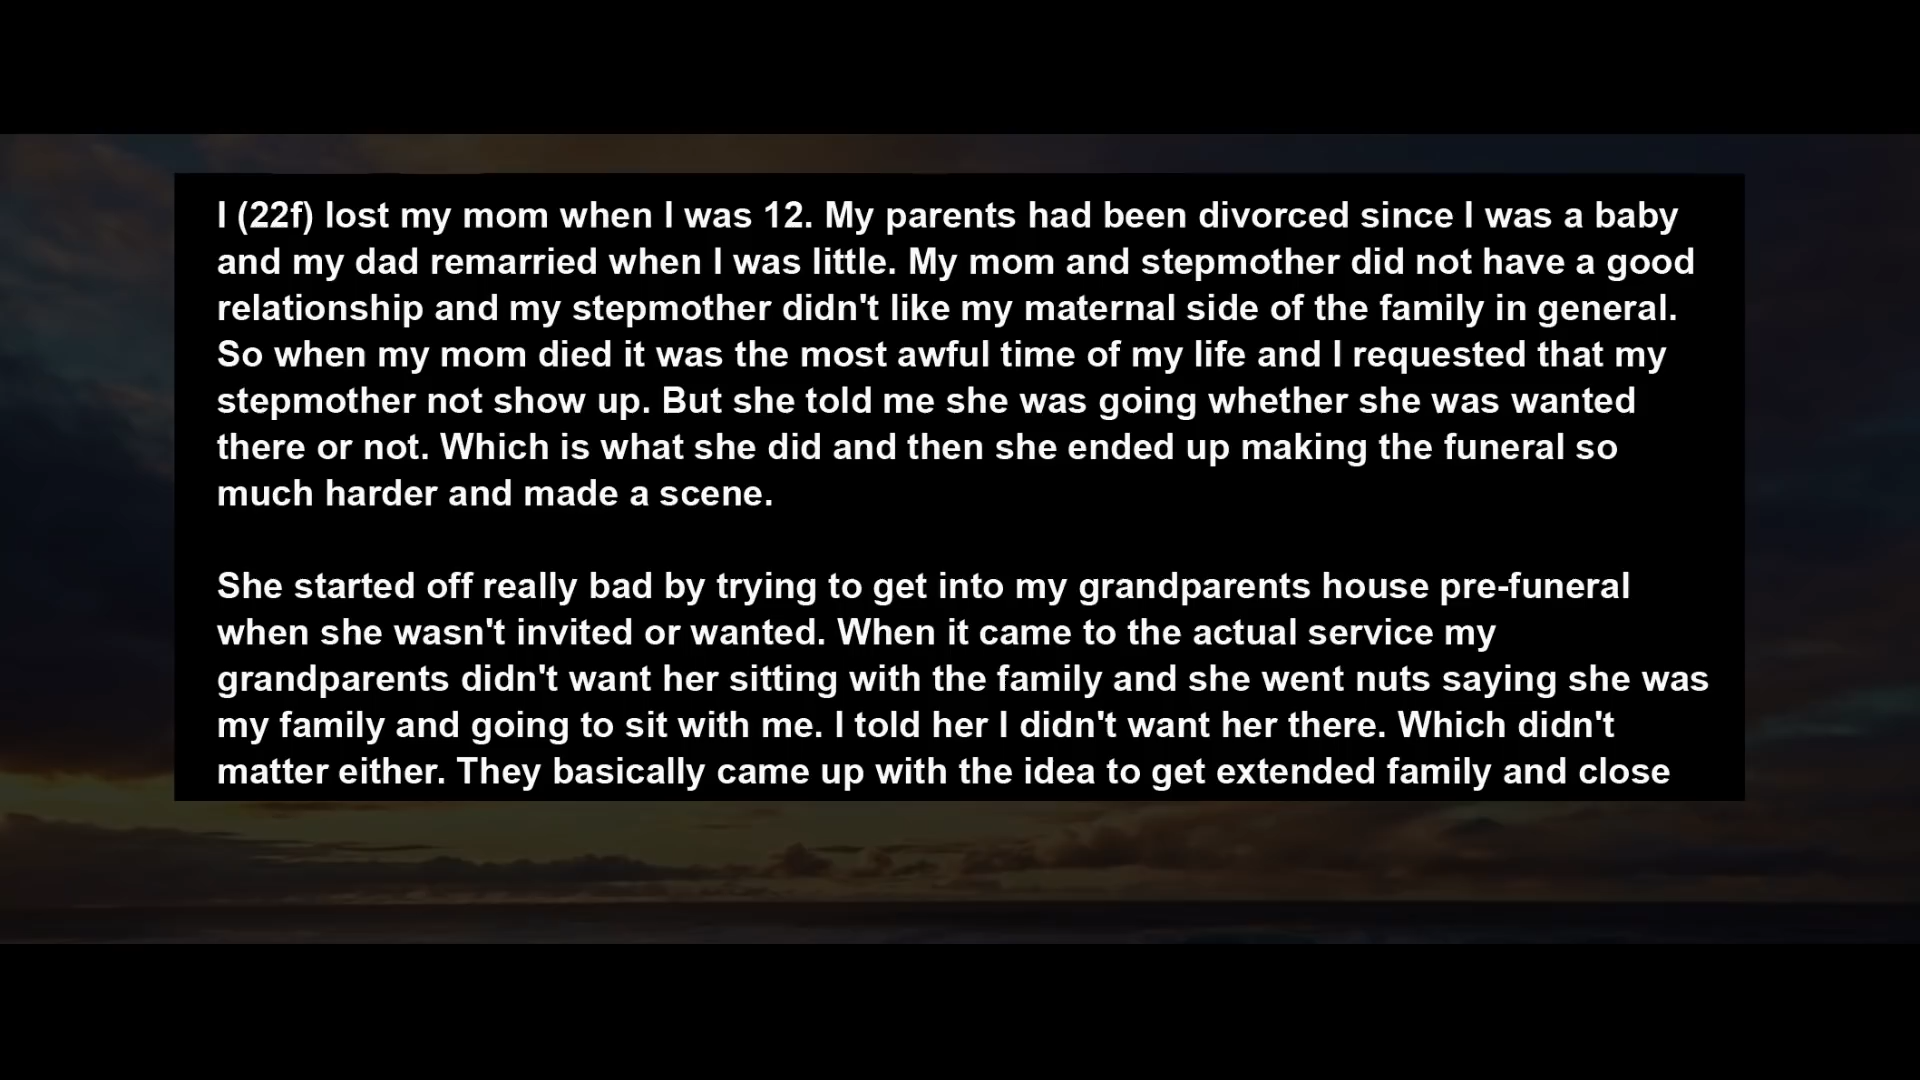 I (22f) lost my mom when I was 12. My parents had been divorced since I was a baby
and my dad remarried when I was little. My mom and stepmother did not have a good
relationship and my stepmother didn't like my maternal side of the family in general.
So when my mom died it was the most awful time of my life and I requested that my
stepmother not show up. But she told me she was going whether she was wanted
there or not. Which is what she did and then she ended up making the funeral so
much harder and made a scene.
She started off really bad by trying to get into my grandparents house pre-funeral
when she wasn't invited or wanted. When it came to the actual service my
grandparents didn't want her sitting with the family and she went nuts saying she was
my family and going to sit with me. I told her I didn't want her there. Which didn't
matter either. They basically came up with the idea to get extended family and close